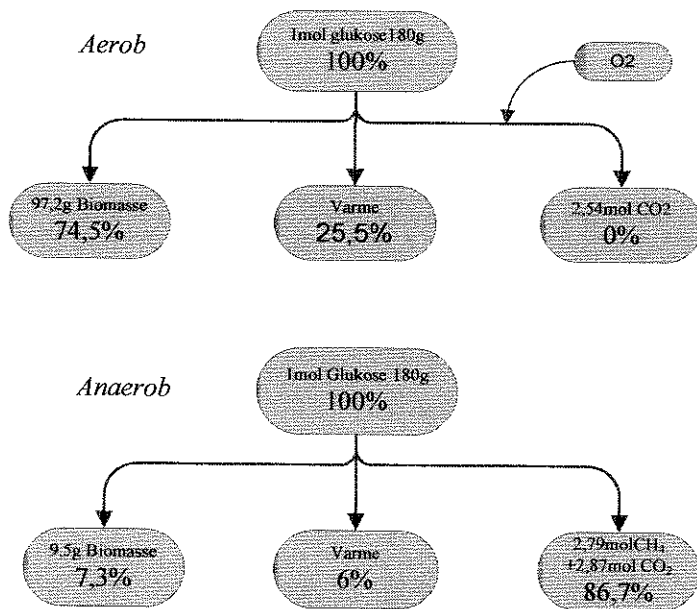 Aerob
1mol glukose180g
100%
O2
97,2g Biomasse
74,5%
Varme
25,5%
2,54mol CO2
0%
Anaerob
1mol Glukose 180g
100%
9.5g Biomasse
7.3%
Varme
6%
2,79molCH₄
+2,87mol CO₂
86,7%